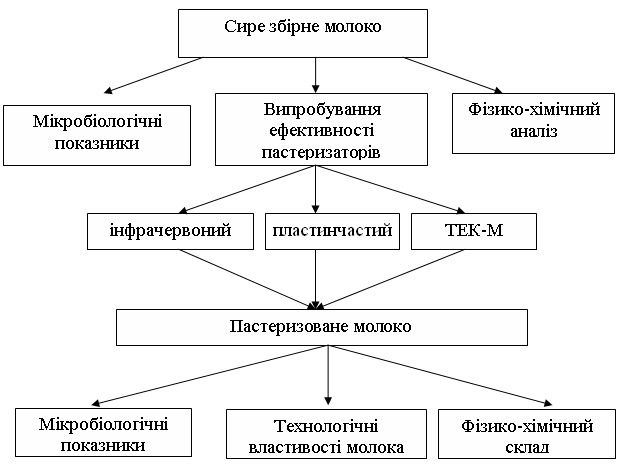 Сире збірне молоко
Мікробіологічні
показники
Випробування
ефективності
пастеризаторів
Фізико-хімічний
аналіз
інфрачервоний
пластинчастий
ТЕК-М
Пастеризоване молоко
Мікробіологічні
показники
Технологічні
властивості молока
Фізико-хімічний
склад